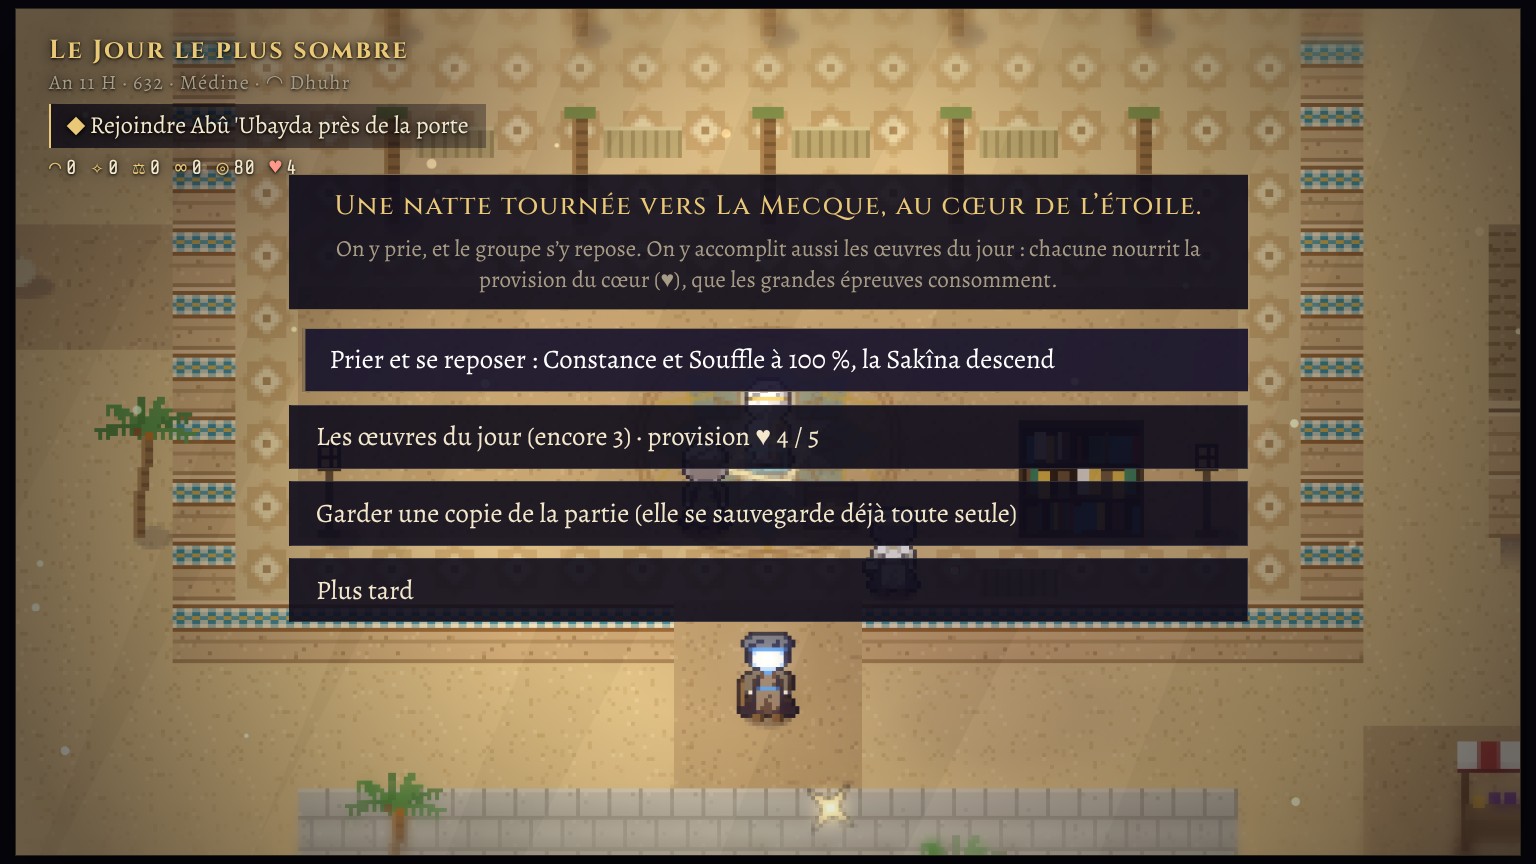 Le Jour le plus sombre
An 11 H · 632 · Médine · ◠ Dhuhr
◆ Rejoindre Abû 'Ubayda près de la porte
◠0 ✧0 ⚖0 ∞0 ◎80 ♥4
Une natte tournée vers La Mecque, au cœur de l’étoile.
On y prie, et le groupe s’y repose. On y accomplit aussi les œuvres du jour : chacune nourrit la
provision du cœur (♥), que les grandes épreuves consomment.
Prier et se reposer : Constance et Souffle à 100 %, la Sakîna descend
Les œuvres du jour (encore 3) · provision ♥ 4 / 5
Garder une copie de la partie (elle se sauvegarde déjà toute seule)
Plus tard